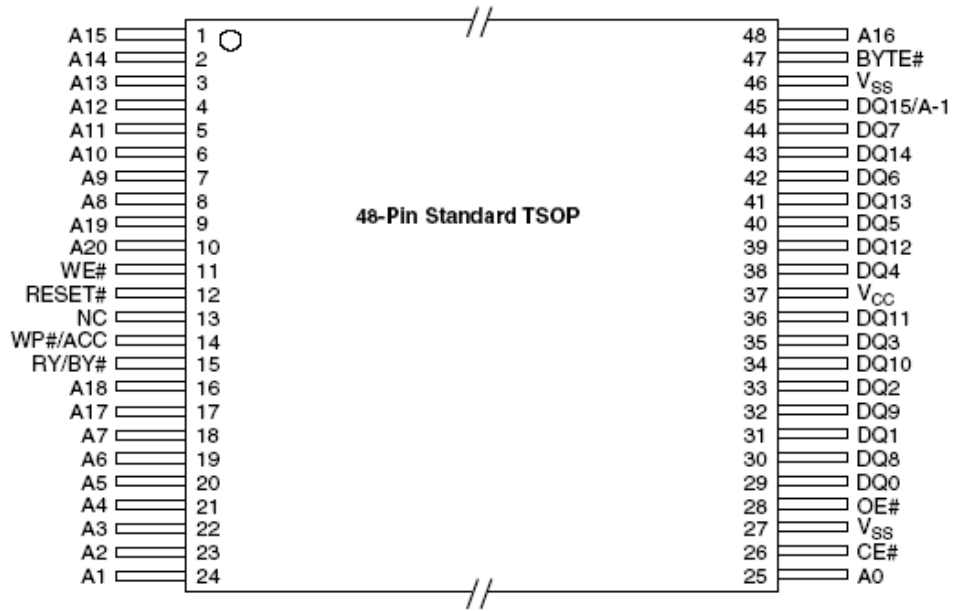 A15 1 48 A16
A14 2 47 BYTE#
A13 3 46 VSS
A12 4 45 DQ15/A-1
A11 5 44 DQ7
A10 6 43 DQ14
A9 7 42 DQ6
A8 8 41 DQ13
48-Pin Standard TSOP
A19 9 40 DQ5
A20 10 39 DQ12
WE# 11 38 DQ4
RESET# 12 37 VCC
NC 13 36 DQ11
WP#/ACC 14 35 DQ3
RY/BY# 15 34 DQ10
A18 16 33 DQ2
A17 17 32 DQ9
A7 18 31 DQ1
A6 19 30 DQ8
A5 20 29 DQ0
A4 21 28 OE#
A3 22 27 VSS
A2 23 26 CE#
A1 24 25 A0